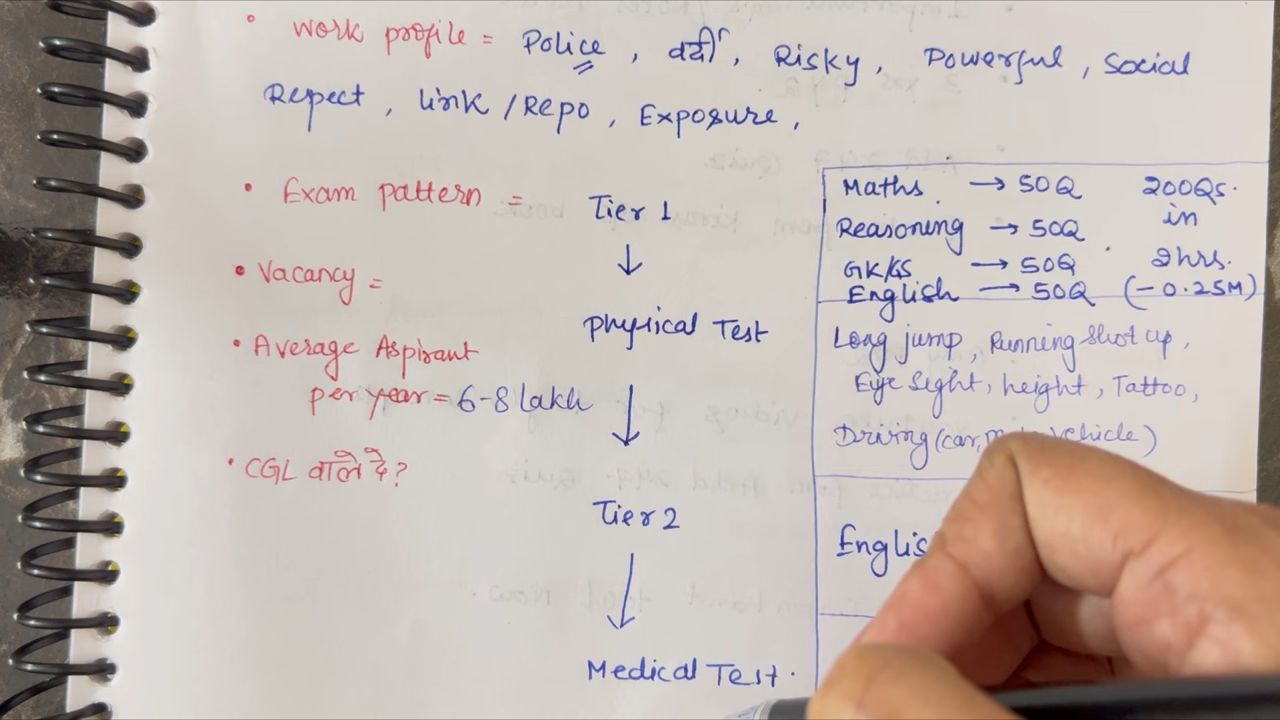 • Work profile = Police, वर्दी, Risky, Powerful, Social
Repect, link/Repo, Exposure,
• Exam pattern =
• Vacancy =
• Average Aspirant
per year = 6-8 lakh
• CGL वाले दे?
Tier 1
↓
Physical Test
↓
Tier 2
↓
Medical Test.
Maths → 50Q 200Qs.
Reasoning → 50Q in
GK/GS → 50Q 2hrs.
English → 50Q (-0.25M)
Long jump, Running Shot up,
Eye Sight, height, Tattoo,
Driving (car, vehicle)
Englis